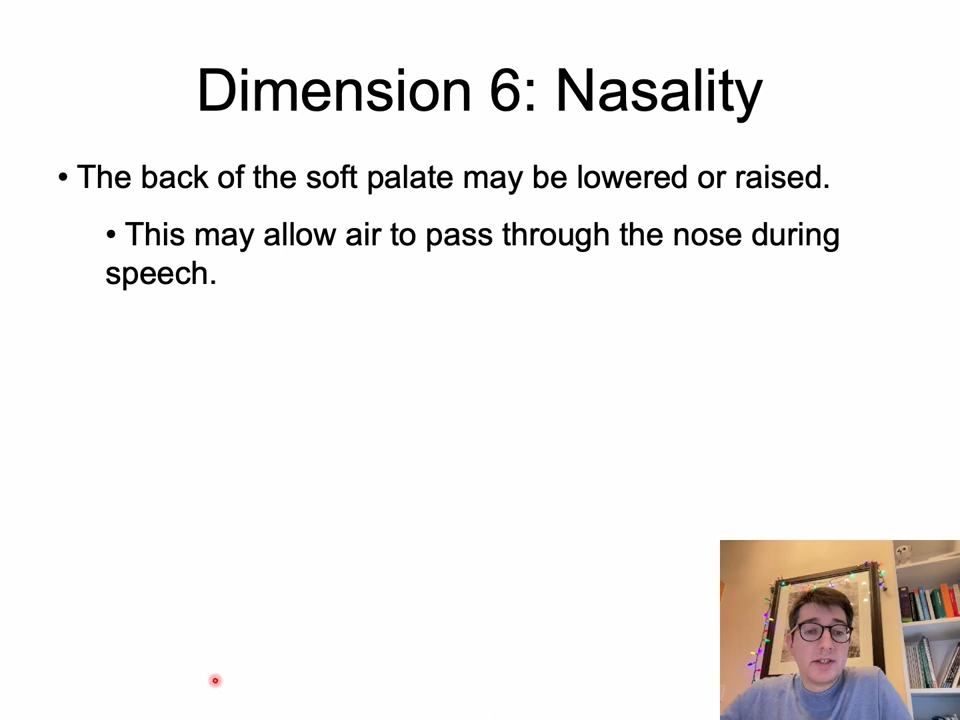 Dimension 6: Nasality
• The back of the soft palate may be lowered or raised.
• This may allow air to pass through the nose during
speech.